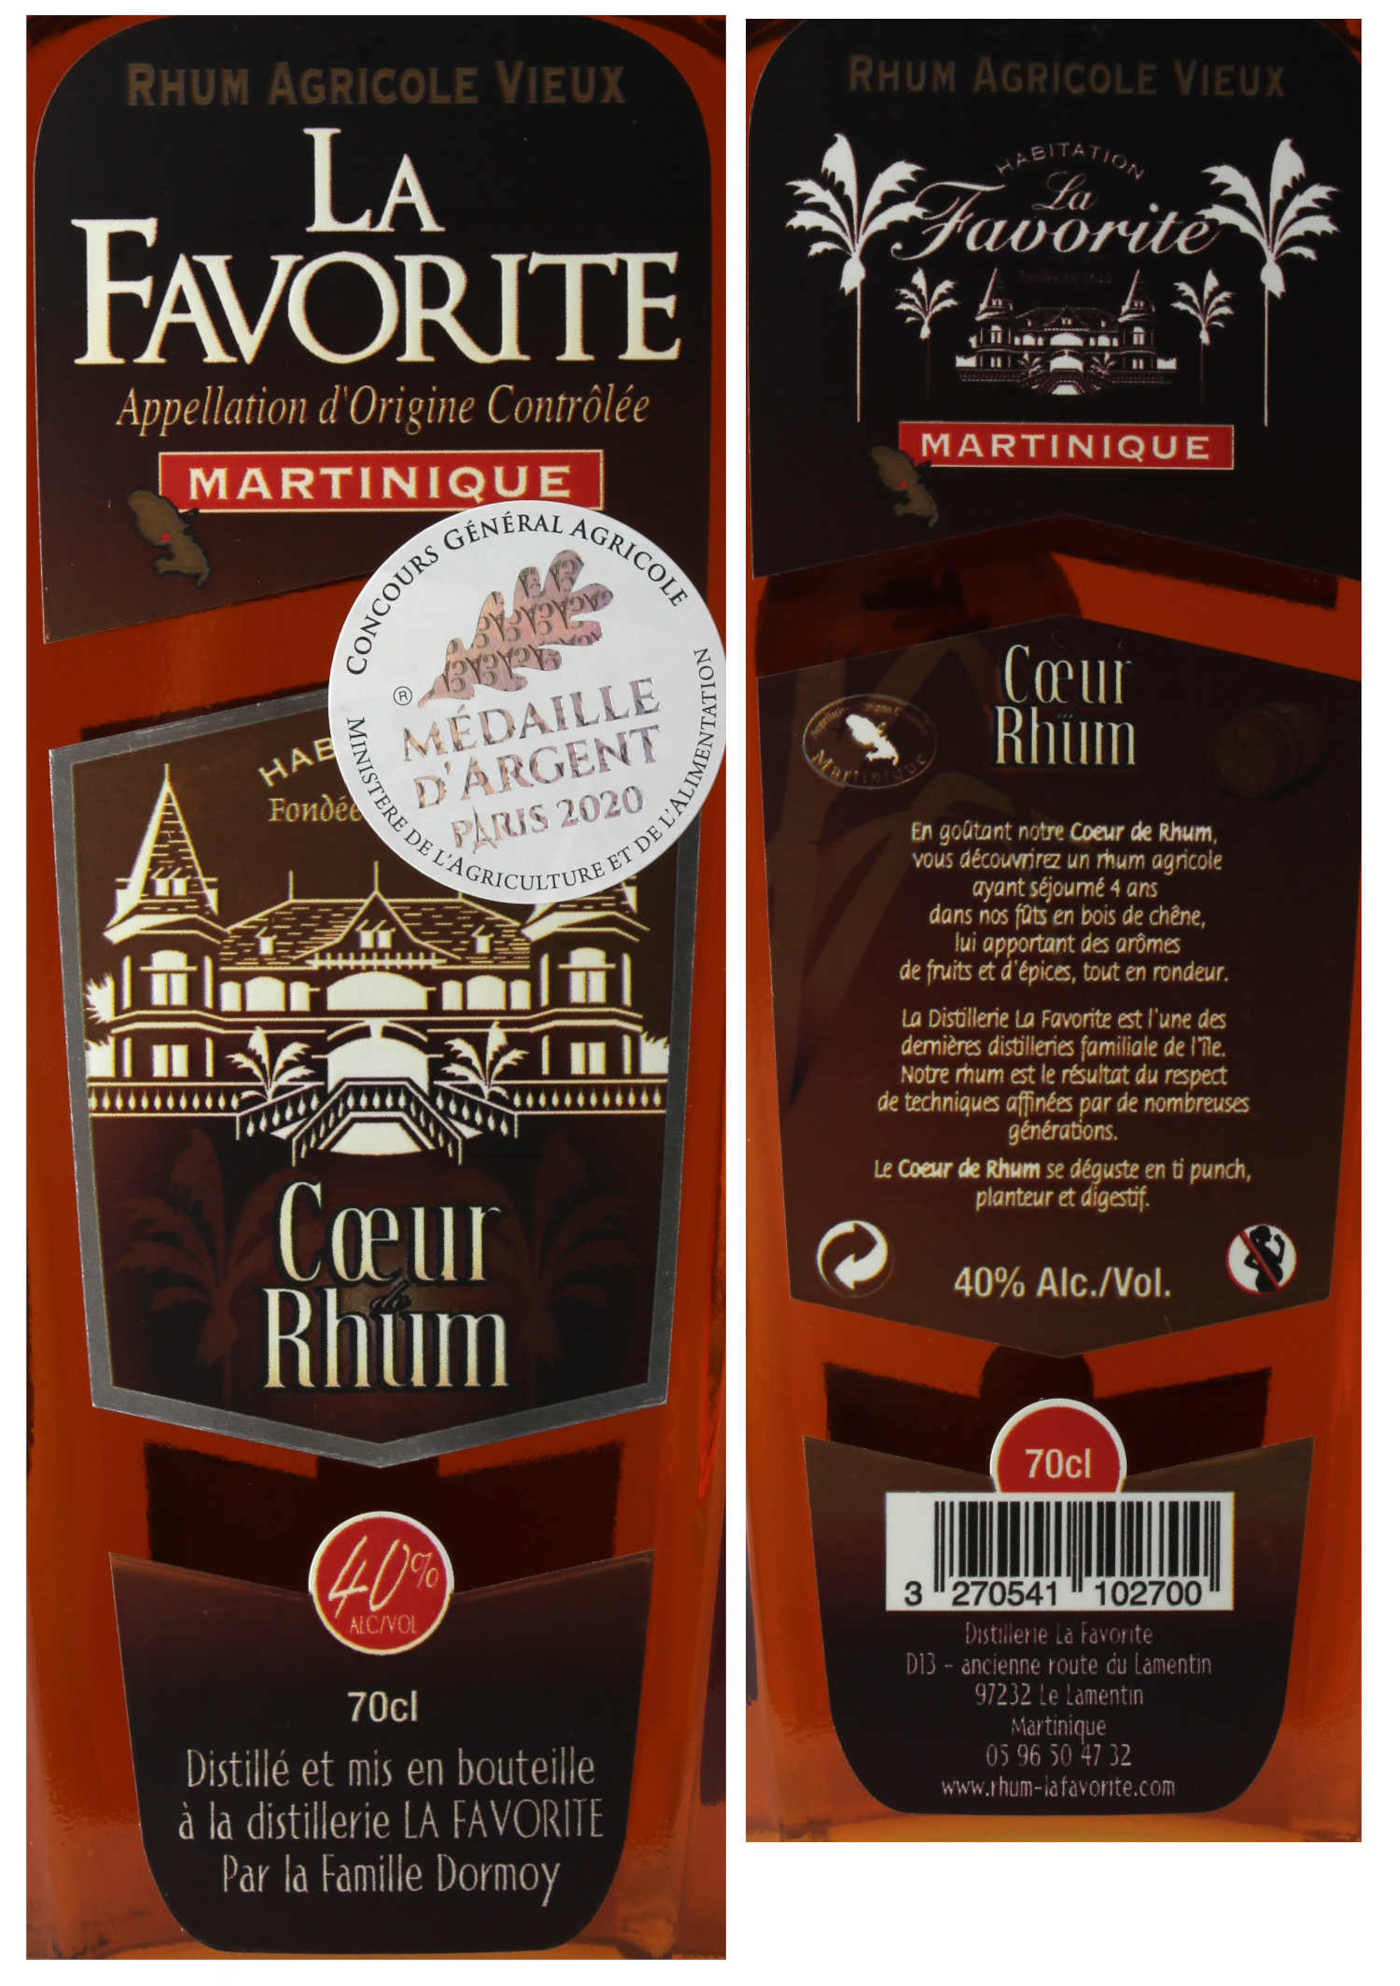 RHUM AGRICOLE VIEUX
LA
FAVORITE
Appellation d'Origine Contrôlée
MARTINIQUE
CONCOURS GÉNÉRAL AGRICOLE
®
MÉDAILLE
D'ARGENT
PARIS 2020
MINISTERE DE L'AGRICULTURE ET DE L'ALIMENTATION
HAB
Fondée
Cœur
de
Rhum
40%
ALC/VOL
70cl
Distillé et mis en bouteille
à la distillerie LA FAVORITE
Par la Famille Dormoy
RHUM AGRICOLE VIEUX
HABITATION
La
Favorite
MARTINIQUE
Cœur
Rhum
Martinique
En goûtant notre Coeur de Rhum,
vous découvrirez un rhum agricole
ayant séjourné 4 ans
dans nos fûts en bois de chêne,
lui apportant des arômes
de fruits et d'épices, tout en rondeur.
La Distillerie La Favorite est l'une des
dernières distilleries familiale de l'île.
Notre rhum est le résultat du respect
de techniques affinées par de nombreuses
générations.
Le Coeur de Rhum se déguste en ti punch,
planteur et digestif.
40% Alc./Vol.
70cl
3 270541 102700
Distillerie La Favorite
D13 - ancienne route du Lamentin
97232 Le Lamentin
Martinique
05 96 50 47 32
www.rhum-lafavorite.com